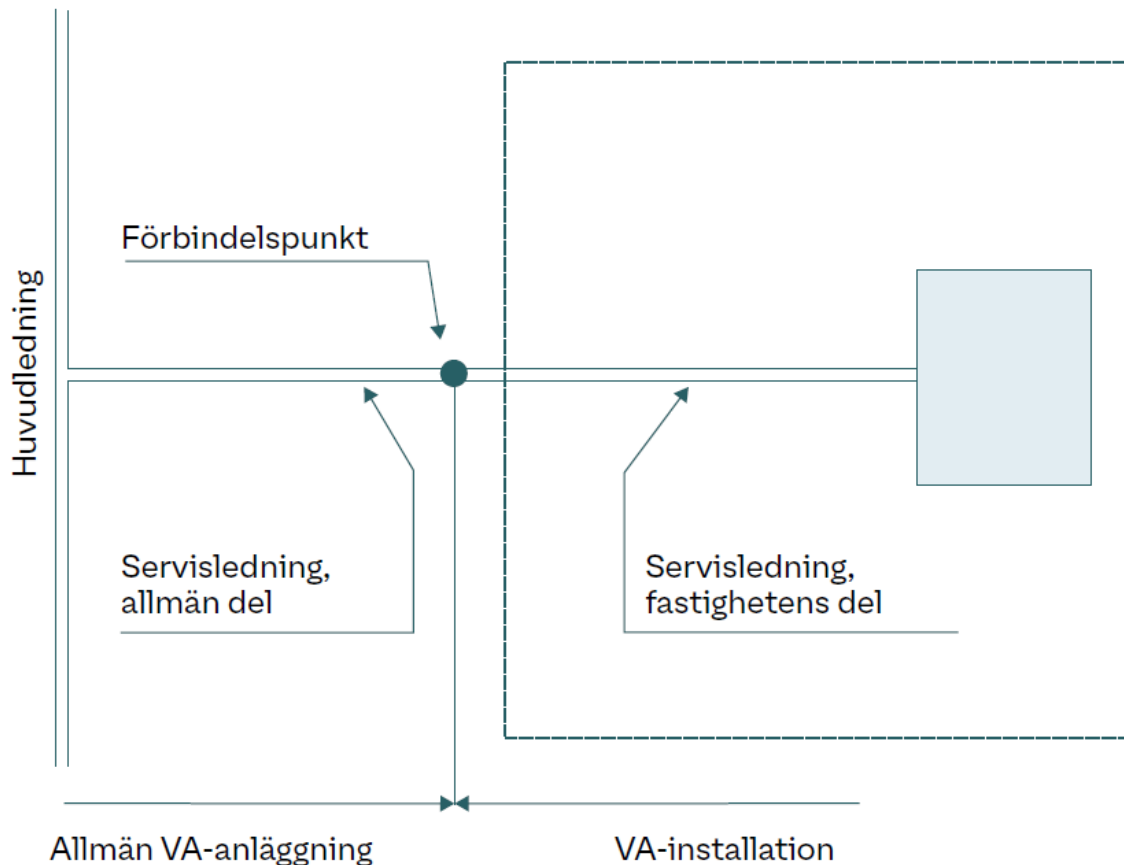 Förbindelspunkt
Huvudledning
Servisledning,
allmän del
Servisledning,
fastighetens del
Allmän VA-anläggning
VA-installation